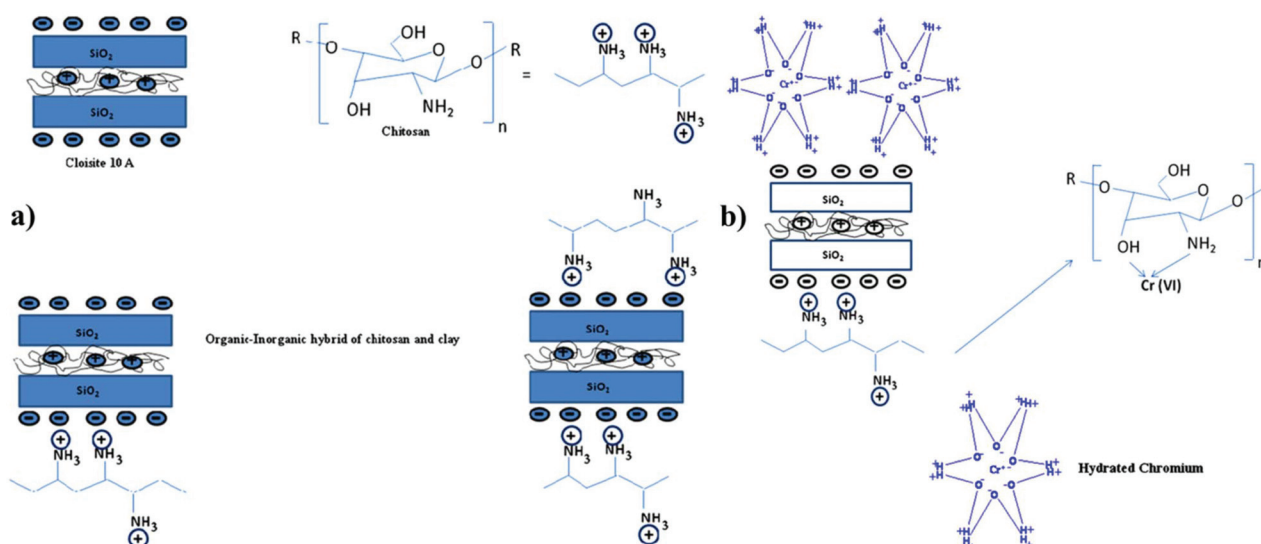 SiO2
SiO2
Cloisite 10 A
R
O
OH
O
O
R
OH
NH2
n
Chitosan
=
NH3
NH3
NH3
+
a)
SiO2
SiO2
NH3
NH3
NH3
Organic-Inorganic hybrid of chitosan and clay
NH3
NH3
NH3
SiO2
SiO2
NH3
NH3
NH3
b)
SiO2
SiO2
NH3
NH3
NH3
R
O
OH
O
O
OH
NH2
n
Cr (VI)
Hydrated Chromium